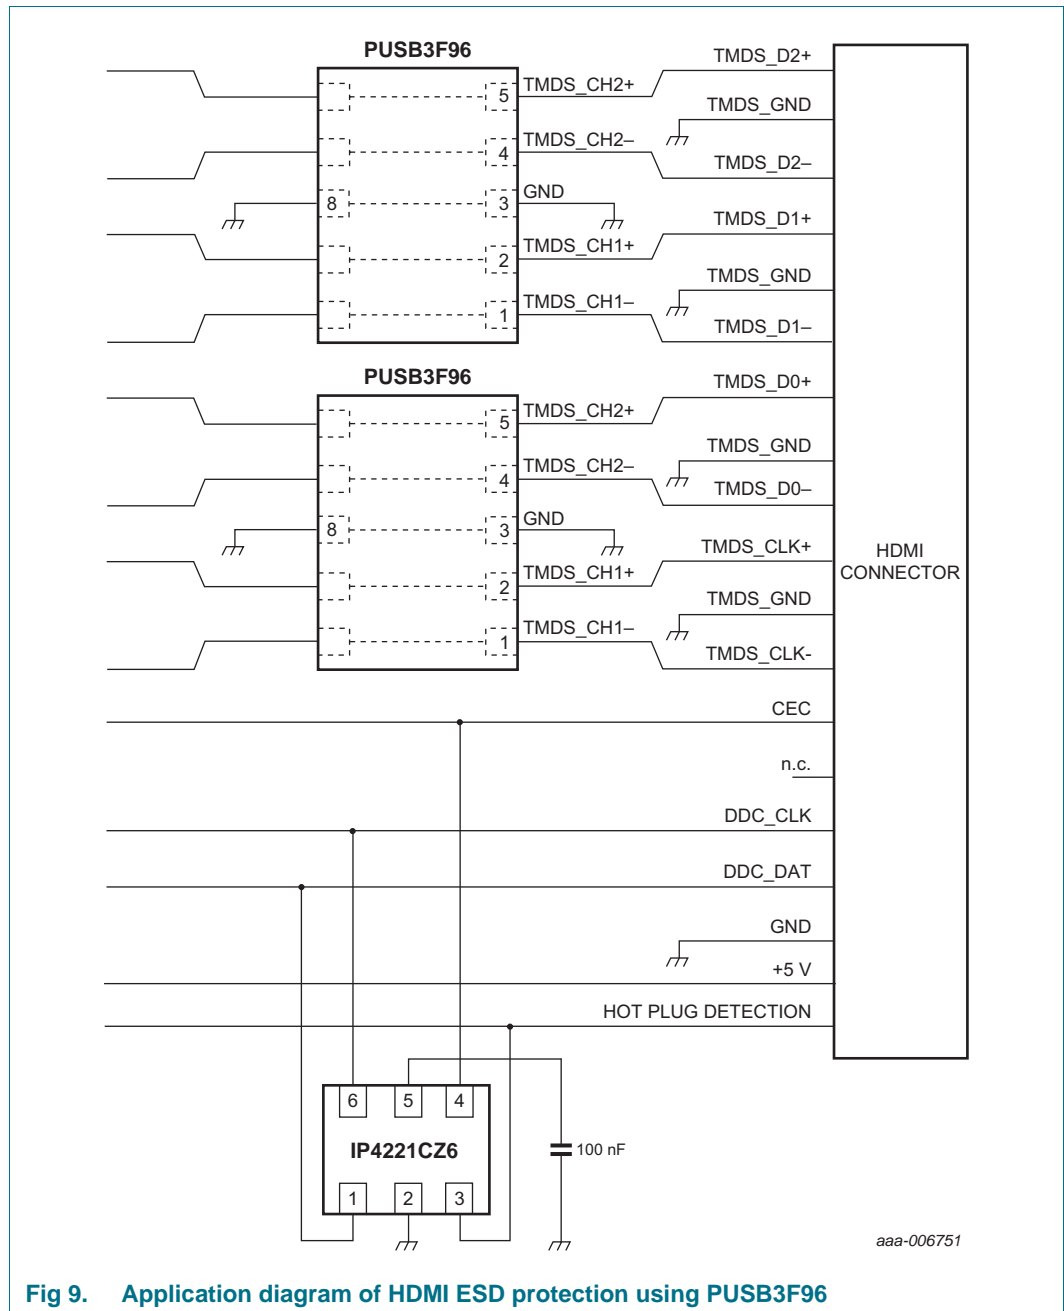 PUSB3F96
TMDS_D2+
5 TMDS_CH2+
TMDS_GND
4 TMDS_CH2–
TMDS_D2–
8 3 GND
TMDS_D1+
2 TMDS_CH1+
TMDS_GND
1 TMDS_CH1–
TMDS_D1–
PUSB3F96
TMDS_D0+
5 TMDS_CH2+
TMDS_GND
4 TMDS_CH2–
TMDS_D0–
8 3 GND
TMDS_CLK+
HDMI
CONNECTOR
2 TMDS_CH1+
TMDS_GND
1 TMDS_CH1–
TMDS_CLK-
CEC
n.c.
DDC_CLK
DDC_DAT
GND
+5 V
HOT PLUG DETECTION
6 5 4
IP4221CZ6
100 nF
1 2 3
aaa-006751
Fig 9. Application diagram of HDMI ESD protection using PUSB3F96